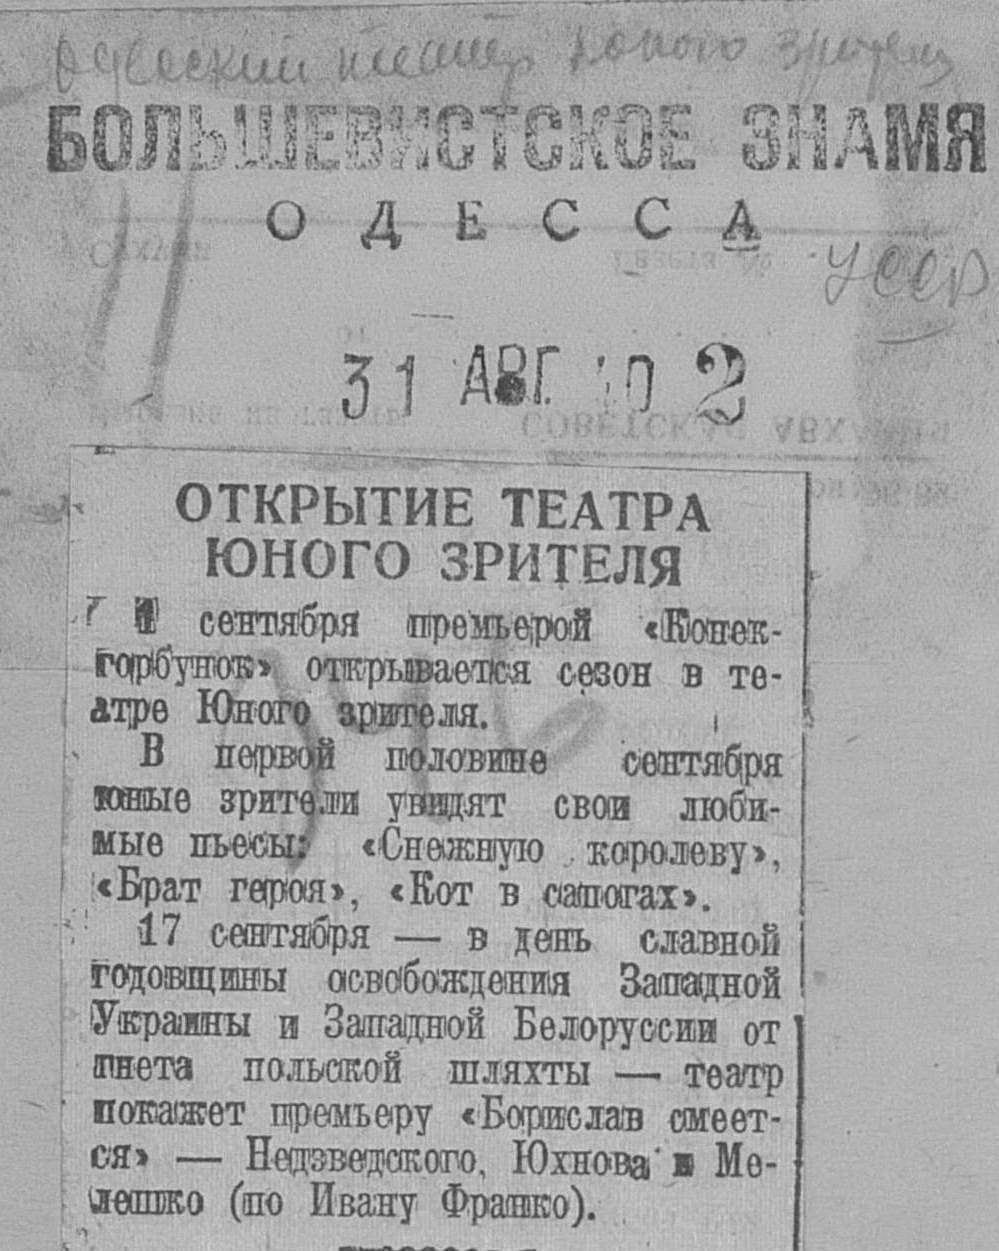 Одесский театр юного зрителя
БОЛЬШЕВИСТСКОЕ ЗНАМЯ
ОДЕССА
УССР
31 АВГ. 2
ОТКРЫТИЕ ТЕАТРА
ЮНОГО ЗРИТЕЛЯ
1 сентября премьерой «Конек-
горбунок» открывается сезон в те-
атре Юного зрителя.
В первой половине сентября
юные зрители увидят свои люби-
мые пьесы: «Снежную королеву»,
«Брат героя», «Кот в сапогах».
17 сентября — в день славной
годовщины освобождения Западной
Украины и Западной Белоруссии от
гнета польской шляхты — театр
покажет премьеру «Борислав смеет-
ся» — Недзведского, Юхнова и Ме-
лешко (по Ивану Франко).